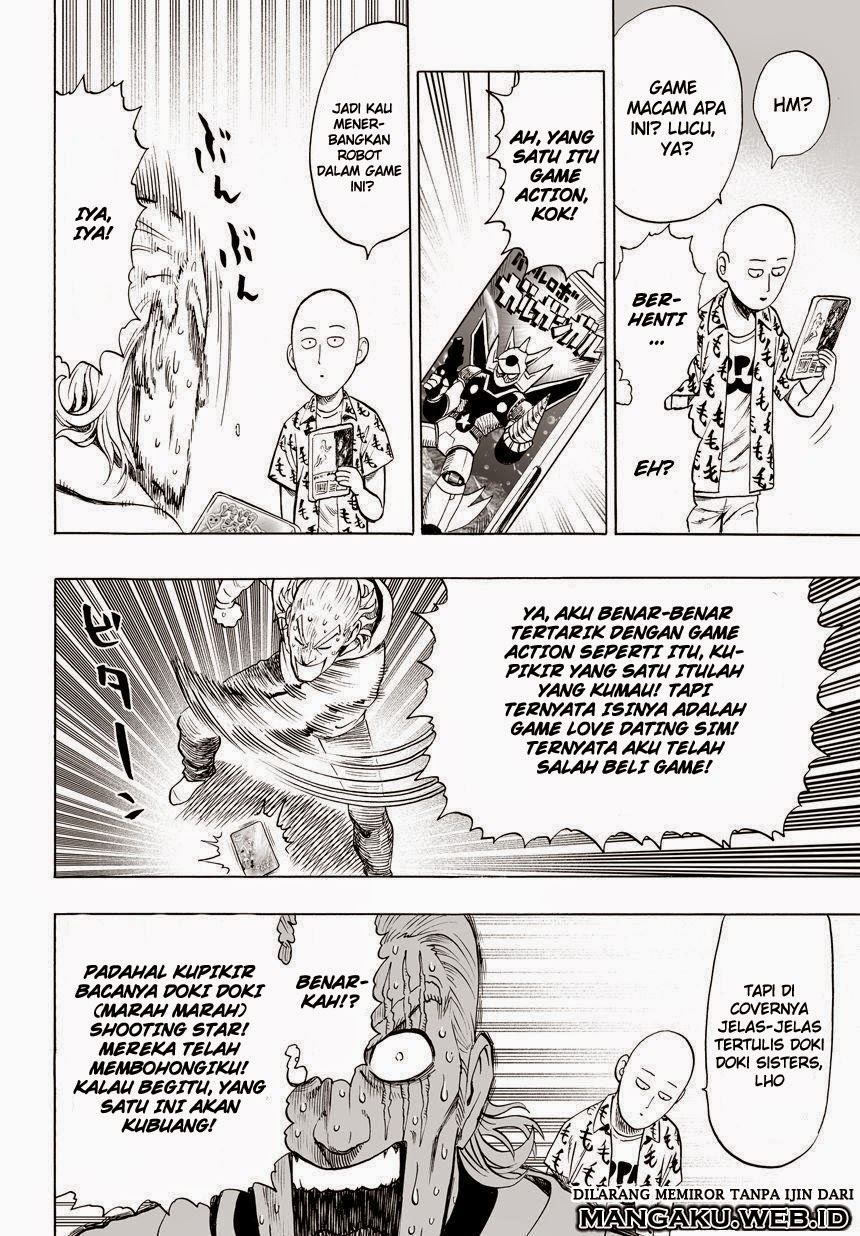 HM?
GAME
MACAM APA
INI? LUCU,
YA?
BER-
HENTI
...
EH?
AH, YANG
SATU ITU
GAME
ACTION,
KOK!
JADI KAU
MENER-
BANGKAN
ROBOT
DALAM GAME
INI?
ぶんぶん
IYA,
IYA!
YA, AKU BENAR-BENAR
TERTARIK DENGAN GAME
ACTION SEPERTI ITU, KU-
PIKIR YANG SATU ITULAH
YANG KUMAU! TAPI
TERNYATA ISINYA ADALAH
GAME LOVE DATING SIM!
TERNYATA AKU TELAH
SALAH BELI GAME!
ビターン
TAPI DI
COVERNYA
JELAS-JELAS
TERTULIS DOKI
DOKI SISTERS,
LHO
BENAR-
KAH!?
PADAHAL KUPIKIR
BACANYA DOKI DOKI
(MARAH MARAH)
SHOOTING STAR!
MEREKA TELAH
MEMBOHONGIKU!
KALAU BEGITU, YANG
SATU INI AKAN
KUBUANG!
DILARANG MEMIROR TANPA IJIN DARI
MANGAKU.WEB.ID